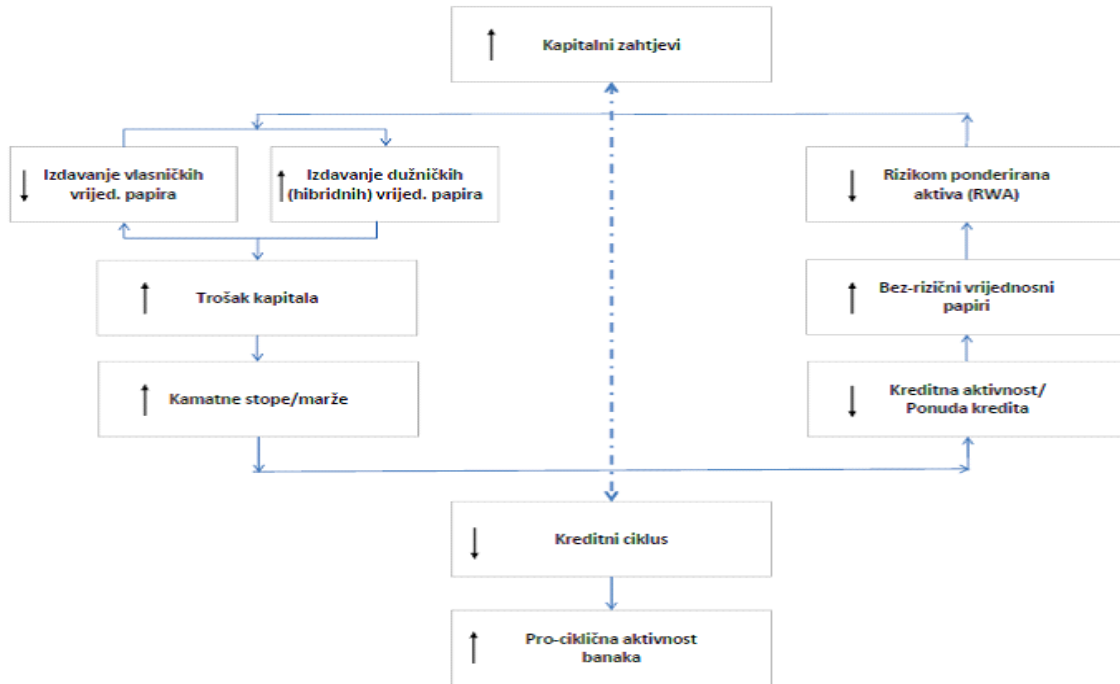 Kapitalni zahtjevi
Izdavanje vlasničkih
vrijed. papira
Izdavanje dužničkih
(hibridnih) vrijed. papira
Rizikom ponderirana
aktiva (RWA)
Trošak kapitala
Bez-rizični vrijednosni
papiri
Kamatne stope/marže
Kreditna aktivnost/
Ponuda kredita
Kreditni ciklus
Pro-ciklična aktivnost
banaka